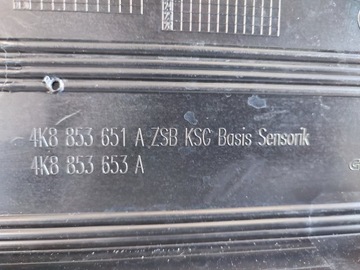 4K8 853 651 A ZSB KSG Basis Sensorik
4K8 853 653 A